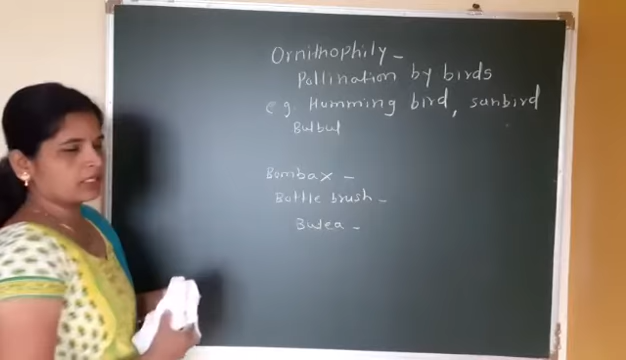 Ornithophily -
Pollination by birds
e.g. Humming bird, sunbird
Bulbul
Bombax -
Bottle brush -
Butea -